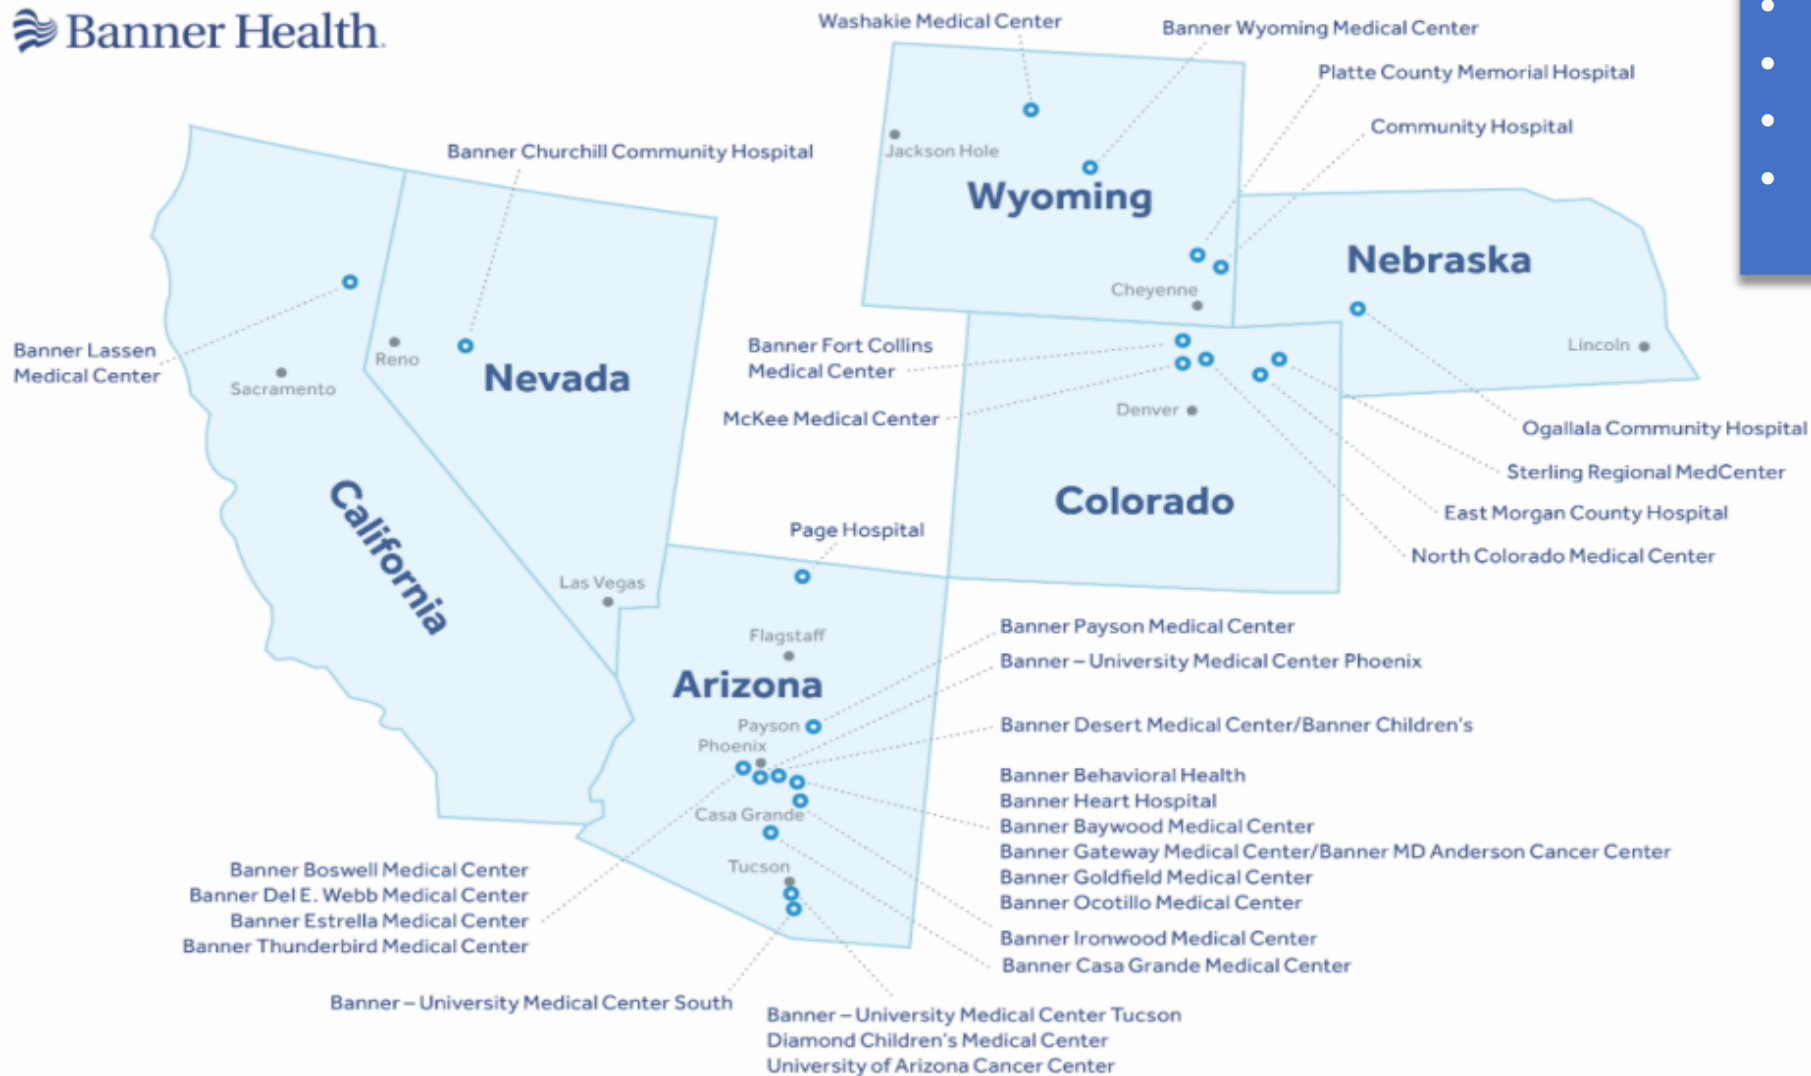 Banner Health
Washakie Medical Center
Banner Wyoming Medical Center
Platte County Memorial Hospital
Community Hospital
Banner Churchill Community Hospital
Jackson Hole
Wyoming
Nebraska
Cheyenne
Banner Lassen
Medical Center
Sacramento
Reno
Nevada
Banner Fort Collins
Medical Center
McKee Medical Center
Denver
Lincoln
Ogallala Community Hospital
Sterling Regional MedCenter
East Morgan County Hospital
North Colorado Medical Center
Colorado
California
Page Hospital
Las Vegas
Flagstaff
Arizona
Payson
Phoenix
Casa Grande
Tucson
Banner Payson Medical Center
Banner – University Medical Center Phoenix
Banner Desert Medical Center/Banner Children's
Banner Behavioral Health
Banner Heart Hospital
Banner Baywood Medical Center
Banner Gateway Medical Center/Banner MD Anderson Cancer Center
Banner Goldfield Medical Center
Banner Ocotillo Medical Center
Banner Ironwood Medical Center
Banner Casa Grande Medical Center
Banner Boswell Medical Center
Banner Del E. Webb Medical Center
Banner Estrella Medical Center
Banner Thunderbird Medical Center
Banner – University Medical Center South
Banner – University Medical Center Tucson
Diamond Children's Medical Center
University of Arizona Cancer Center